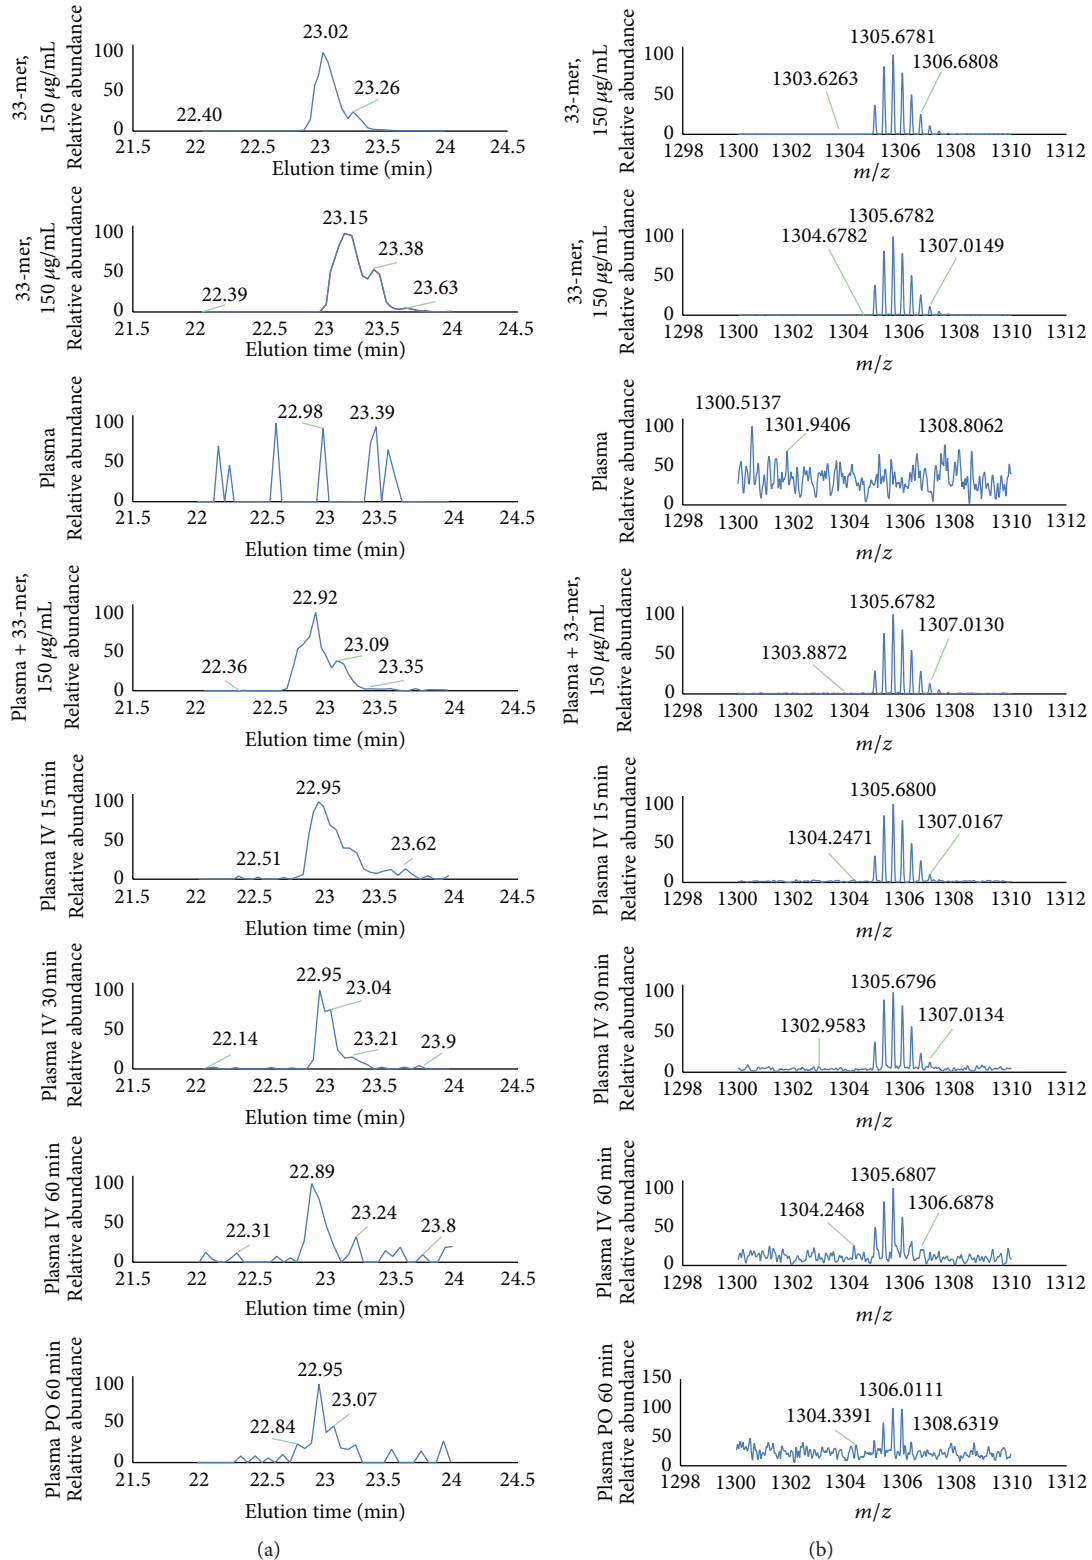 33-mer,
150 μg/mL
Relative abundance
100
50
0
23.02
23.26
22.40
21.5 22 22.5 23 23.5 24 24.5
Elution time (min)
33-mer,
150 μg/mL
Relative abundance
100
50
0
1305.6781
1306.6808
1303.6263
1298 1300 1302 1304 1306 1308 1310 1312
m/z
33-mer,
150 μg/mL
Relative abundance
100
50
0
23.15
23.38
23.63
22.39
21.5 22 22.5 23 23.5 24 24.5
Elution time (min)
33-mer,
150 μg/mL
Relative abundance
100
50
0
1305.6782
1304.6782
1307.0149
1298 1300 1302 1304 1306 1308 1310 1312
m/z
Plasma
Relative abundance
100
50
0
22.98 23.39
21.5 22 22.5 23 23.5 24 24.5
Elution time (min)
Plasma
Relative abundance
100
50
0
1300.5137
1301.9406
1308.8062
1298 1300 1302 1304 1306 1308 1310 1312
m/z
Plasma + 33-mer,
150 μg/mL
Relative abundance
100
50
0
22.92
23.09
22.36
23.35
21.5 22 22.5 23 23.5 24 24.5
Elution time (min)
Plasma + 33-mer,
150 μg/mL
Relative abundance
100
50
0
1305.6782
1307.0130
1303.8872
1298 1300 1302 1304 1306 1308 1310 1312
m/z
Plasma IV 15 min
Relative abundance
100
50
0
22.95
23.62
22.51
21.5 22 22.5 23 23.5 24 24.5
Elution time (min)
Plasma IV 15 min
Relative abundance
100
50
0
1305.6800
1307.0167
1304.2471
1298 1300 1302 1304 1306 1308 1310 1312
m/z
Plasma IV 30 min
Relative abundance
100
50
0
22.95
23.04
22.14
23.21
23.9
21.5 22 22.5 23 23.5 24 24.5
Elution time (min)
Plasma IV 30 min
Relative abundance
100
50
0
1305.6796
1307.0134
1302.9583
1298 1300 1302 1304 1306 1308 1310 1312
m/z
Plasma IV 60 min
Relative abundance
100
50
0
22.89
23.24
22.31
23.8
21.5 22 22.5 23 23.5 24 24.5
Elution time (min)
Plasma IV 60 min
Relative abundance
100
50
0
1305.6807
1306.6878
1304.2468
1298 1300 1302 1304 1306 1308 1310 1312
m/z
Plasma PO 60 min
Relative abundance
100
50
0
22.95
23.07
22.84
21.5 22 22.5 23 23.5 24 24.5
Elution time (min)
(a)
Plasma PO 60 min
Relative abundance
150
100
50
0
1306.0111
1304.3391
1308.6319
1298 1300 1302 1304 1306 1308 1310 1312
m/z
(b)